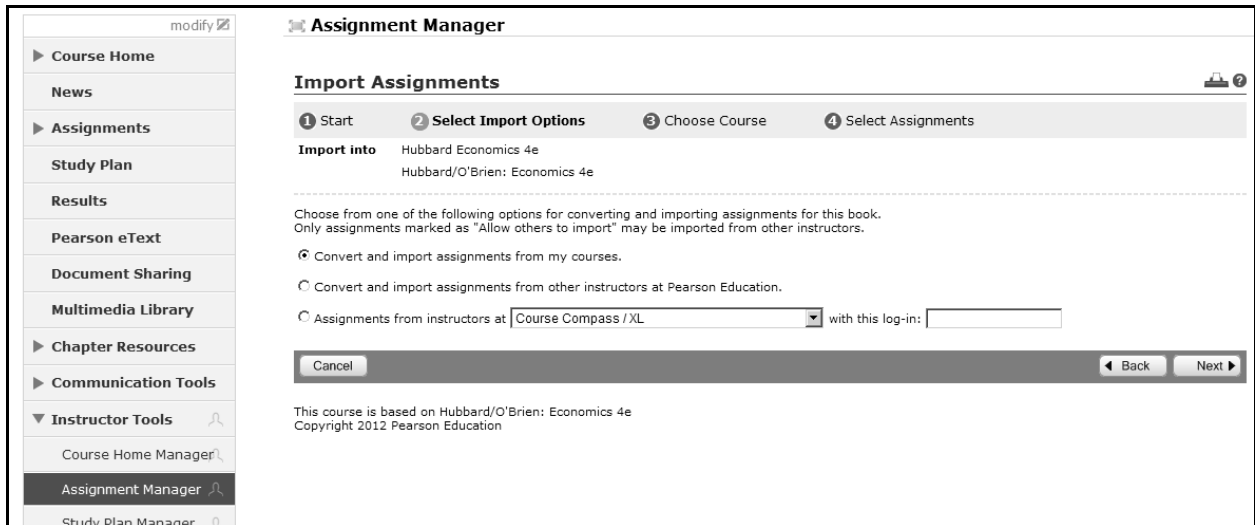 modify
Course Home
News
Assignments
Study Plan
Results
Pearson eText
Document Sharing
Multimedia Library
Chapter Resources
Communication Tools
Instructor Tools
Course Home Manager
Assignment Manager
Study Plan Manager
Assignment Manager
Import Assignments
?
1 Start 2 Select Import Options 3 Choose Course 4 Select Assignments
Import into Hubbard Economics 4e
Hubbard/O'Brien: Economics 4e
Choose from one of the following options for converting and importing assignments for this book.
Only assignments marked as "Allow others to import" may be imported from other instructors.
Convert and import assignments from my courses.
Convert and import assignments from other instructors at Pearson Education.
Assignments from instructors at Course Compass / XL with this log-in:
Cancel Back Next
This course is based on Hubbard/O'Brien: Economics 4e
Copyright 2012 Pearson Education